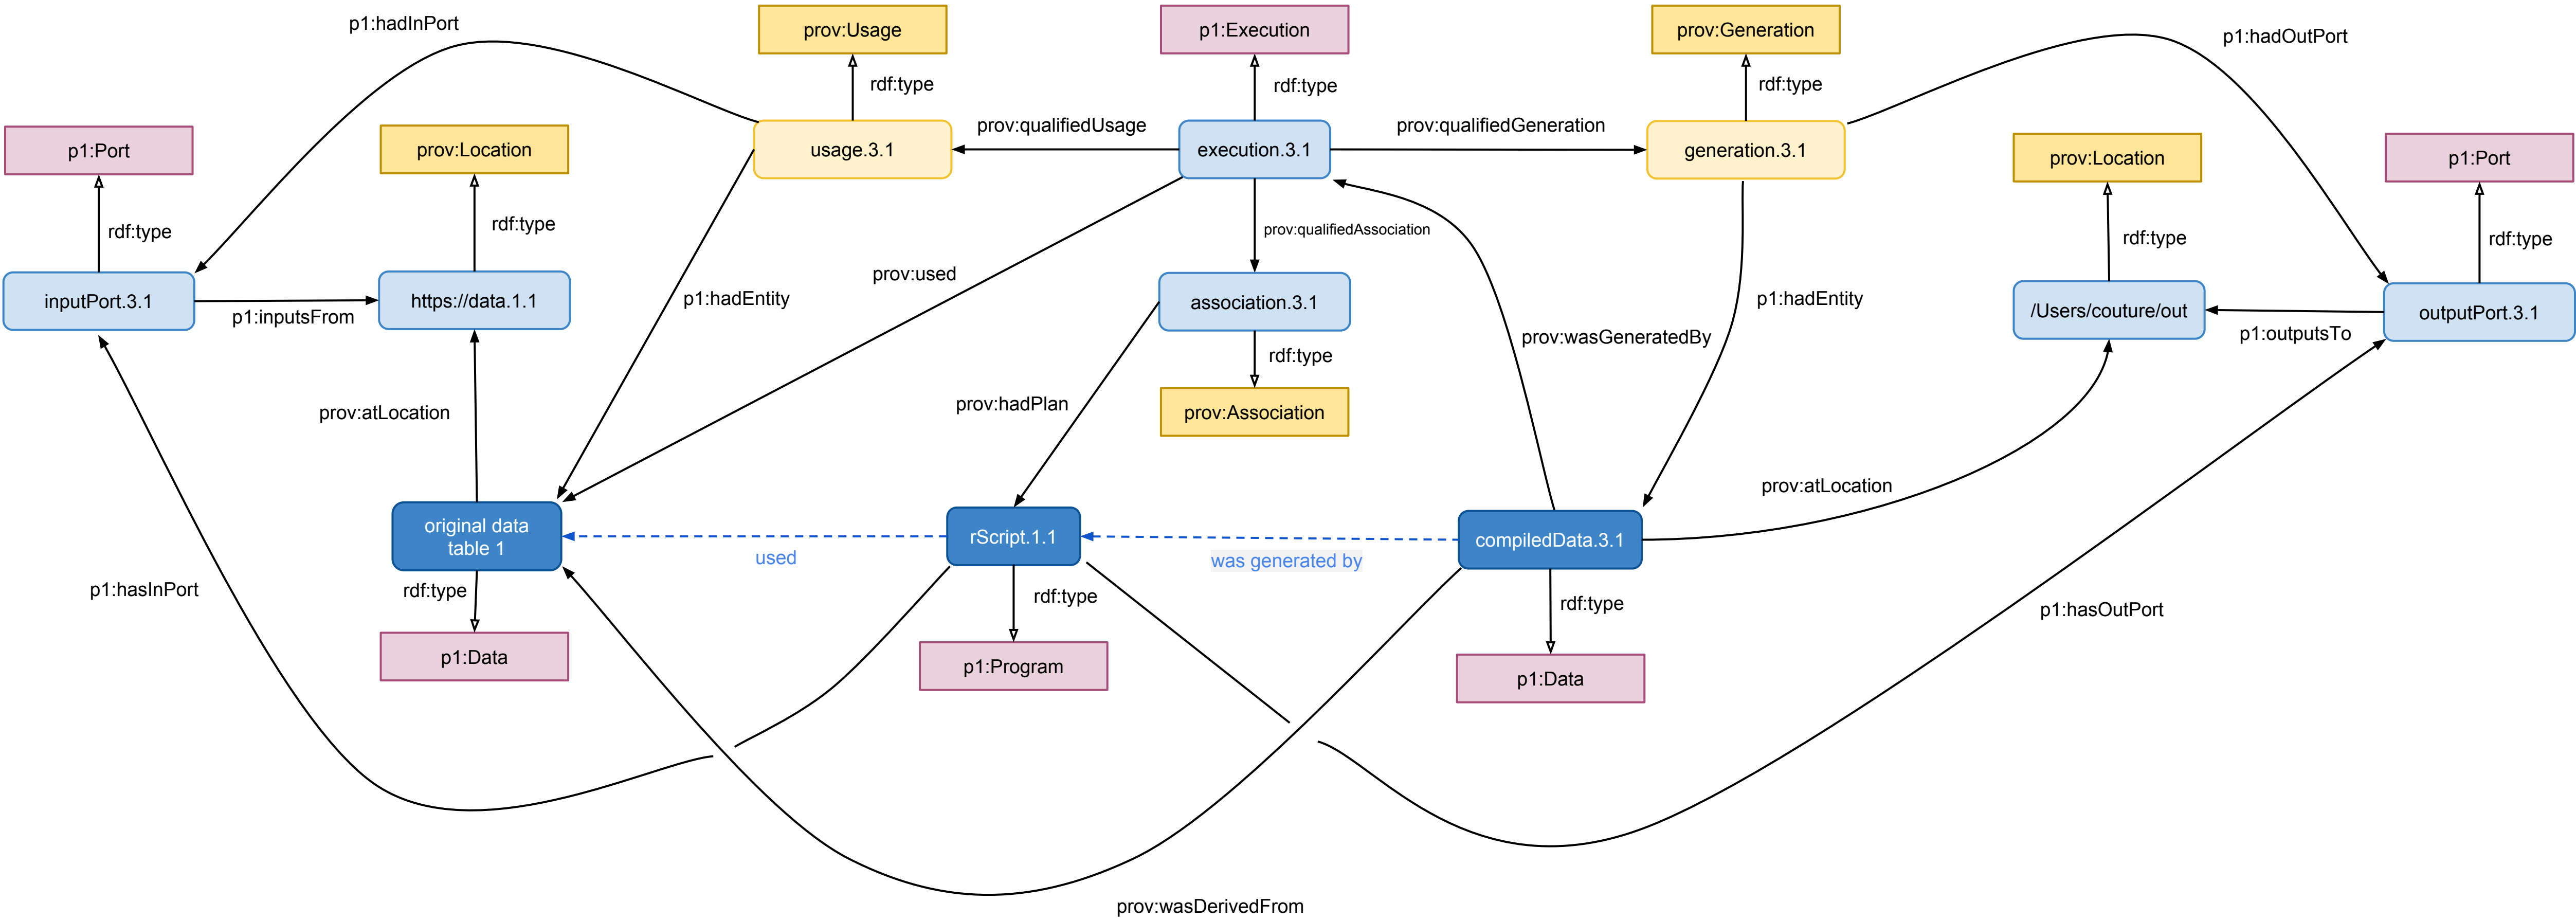 p1:hadInPort
prov:Usage
p1:Execution
prov:Generation
p1:hadOutPort
rdf:type
rdf:type
rdf:type
p1:Port
prov:Location
usage.3.1
prov:qualifiedUsage
execution.3.1
prov:qualifiedGeneration
generation.3.1
prov:Location
p1:Port
rdf:type
rdf:type
prov:qualifiedAssociation
rdf:type
rdf:type
inputPort.3.1
p1:inputsFrom
https://data.1.1
p1:hadEntity
prov:used
association.3.1
prov:wasGeneratedBy
p1:hadEntity
/Users/couture/out
p1:outputsTo
outputPort.3.1
rdf:type
prov:atLocation
prov:hadPlan
prov:Association
prov:atLocation
original data
table 1
used
rScript.1.1
was generated by
compiledData.3.1
p1:hasInPort
rdf:type
rdf:type
rdf:type
p1:hasOutPort
p1:Data
p1:Program
p1:Data
prov:wasDerivedFrom